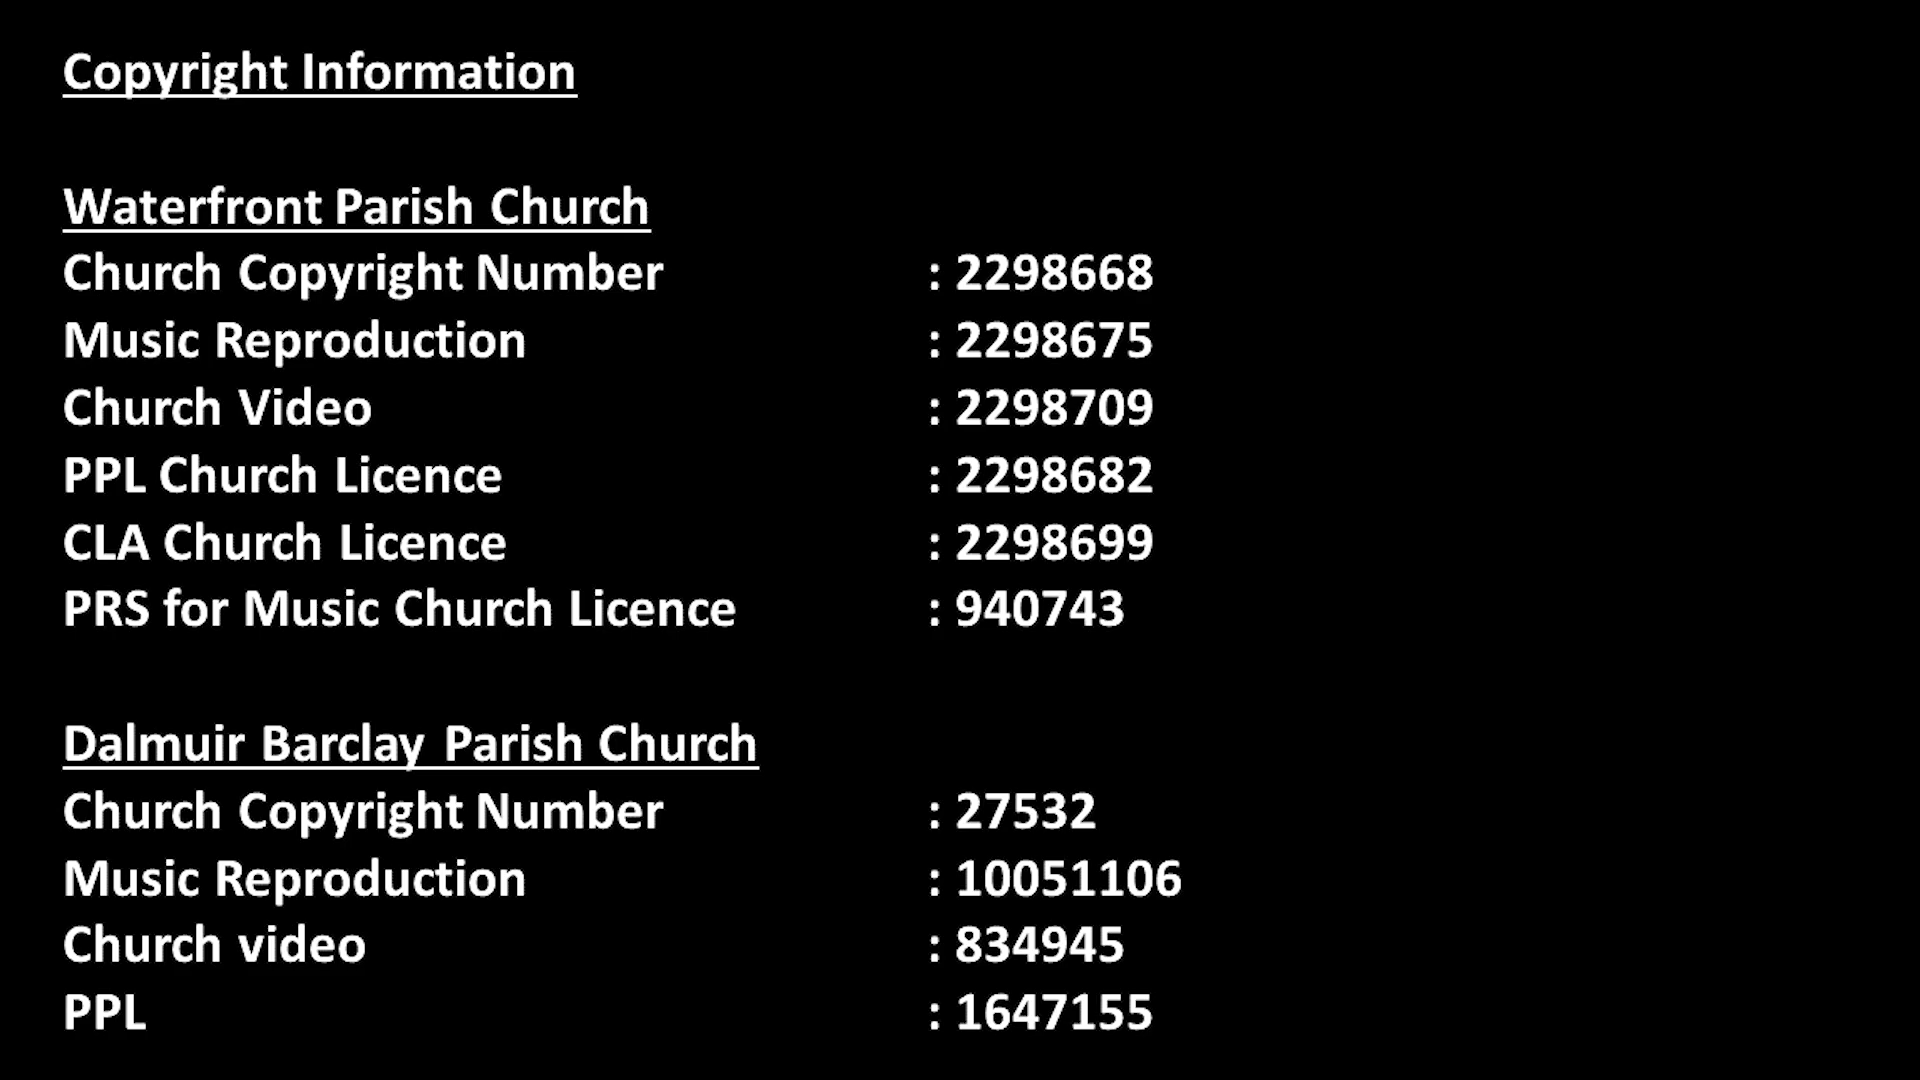 Copyright Information
Waterfront Parish Church
Church Copyright Number : 2298668
Music Reproduction : 2298675
Church Video : 2298709
PPL Church Licence : 2298682
CLA Church Licence : 2298699
PRS for Music Church Licence : 940743
Dalmuir Barclay Parish Church
Church Copyright Number : 27532
Music Reproduction : 10051106
Church video : 834945
PPL : 1647155